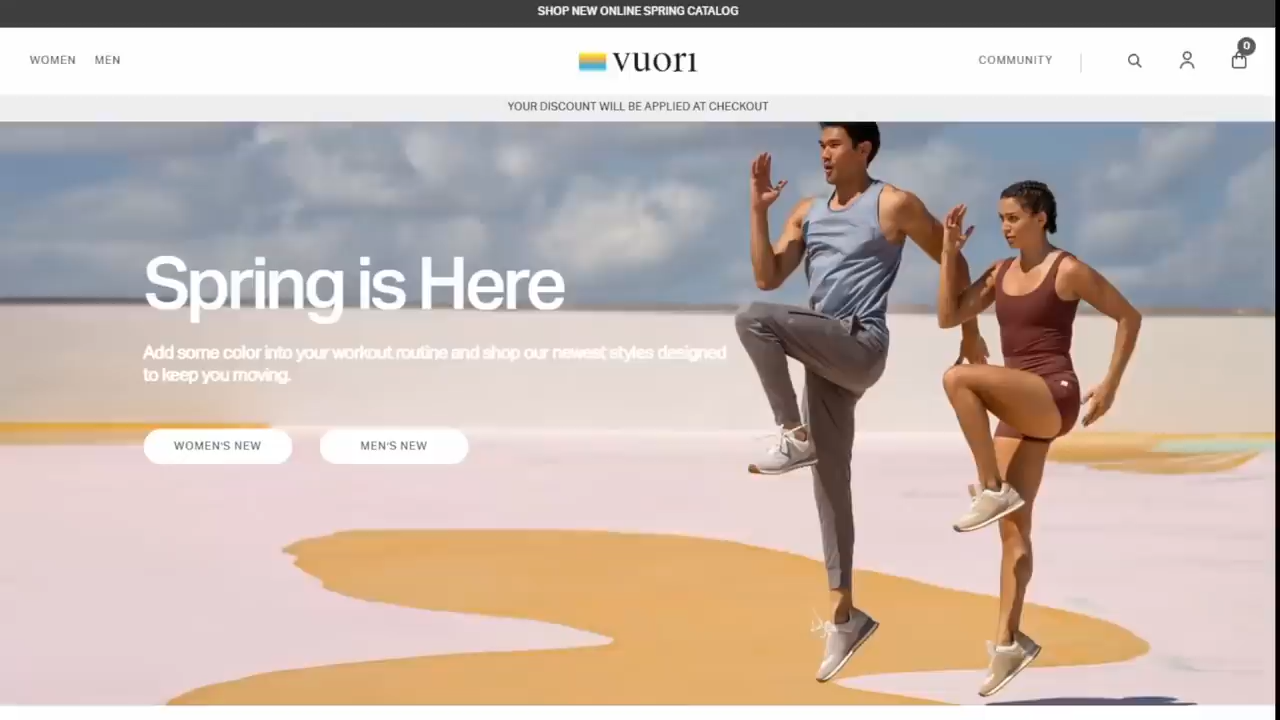 SHOP NEW ONLINE SPRING CATALOG
WOMEN MEN vuori COMMUNITY 0
YOUR DISCOUNT WILL BE APPLIED AT CHECKOUT
Spring is Here
Add some color into your workout routine and shop our newest styles designed
to keep you moving.
WOMEN'S NEW MEN'S NEW